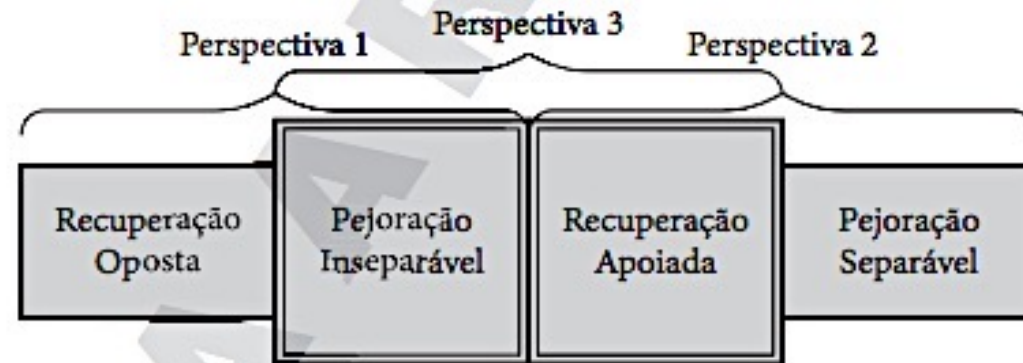 Perspectiva 1
Perspectiva 3
Perspectiva 2
Recuperação
Oposta
Pejoração
Inseparável
Recuperação
Apoiada
Pejoração
Separável